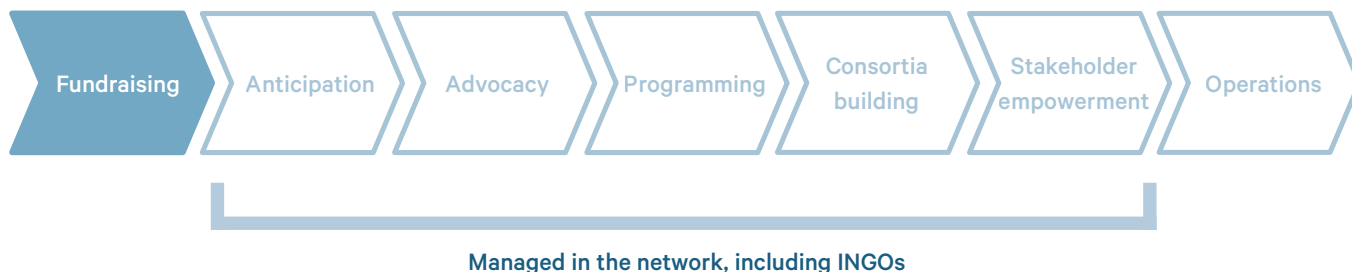 Fundraising
Anticipation
Advocacy
Programming
Consortia
building
Stakeholder
empowerment
Operations
Managed in the network, including INGOs